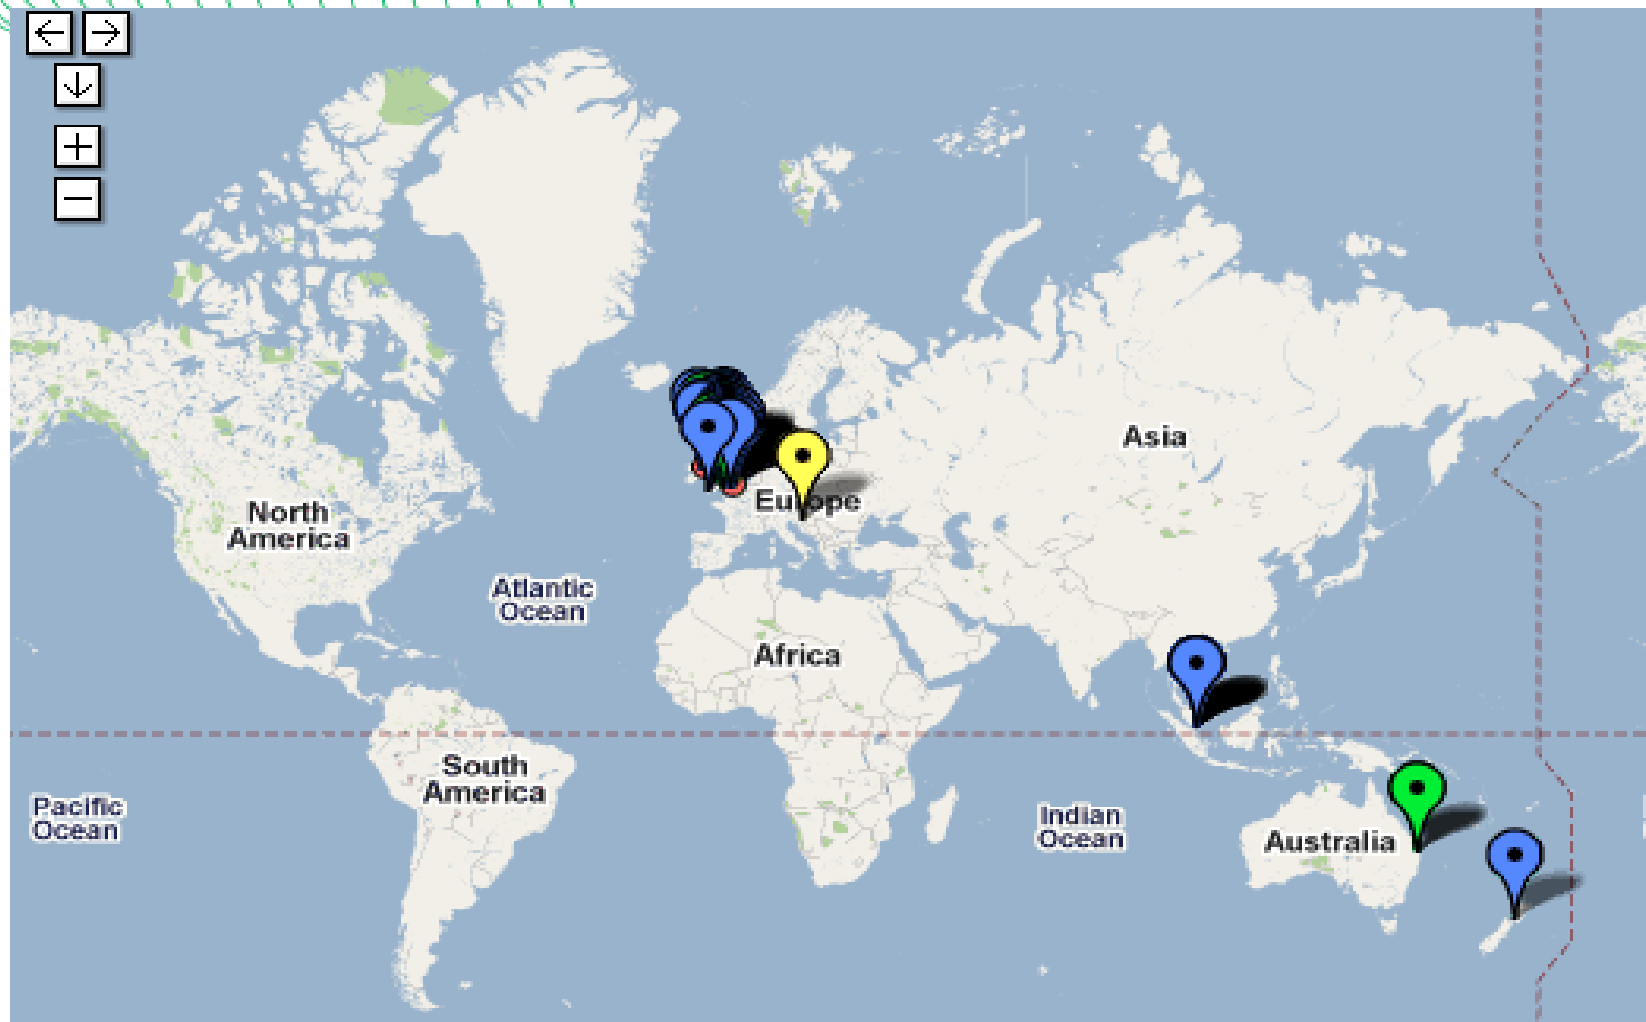 Asia
North
America
Europe
Atlantic
Ocean
Africa
South
America
Pacific
Ocean
Indian
Ocean
Australia